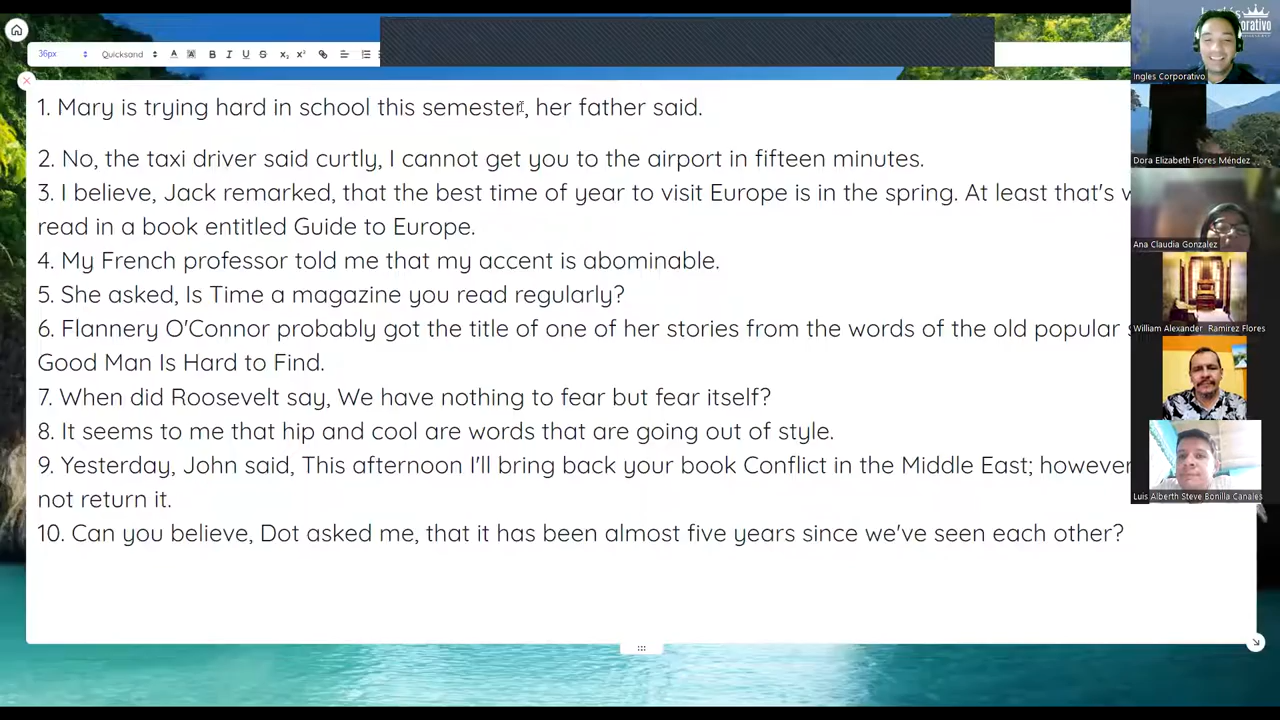 36px
Quicksand
1. Mary is trying hard in school this semester, her father said.
2. No, the taxi driver said curtly, I cannot get you to the airport in fifteen minutes.
3. I believe, Jack remarked, that the best time of year to visit Europe is in the spring. At least that's
read in a book entitled Guide to Europe.
4. My French professor told me that my accent is abominable.
5. She asked, Is Time a magazine you read regularly?
6. Flannery O'Connor probably got the title of one of her stories from the words of the old popular
Good Man Is Hard to Find.
7. When did Roosevelt say, We have nothing to fear but fear itself?
8. It seems to me that hip and cool are words that are going out of style.
9. Yesterday, John said, This afternoon I'll bring back your book Conflict in the Middle East; however
not return it.
10. Can you believe, Dot asked me, that it has been almost five years since we've seen each other?
Ingles Corporativo
Dora Elizabeth Flores Méndez
Ana Claudia Gonzalez
William Alexander Ramirez Flores
Luis Alberth Steve Bonilla Canales